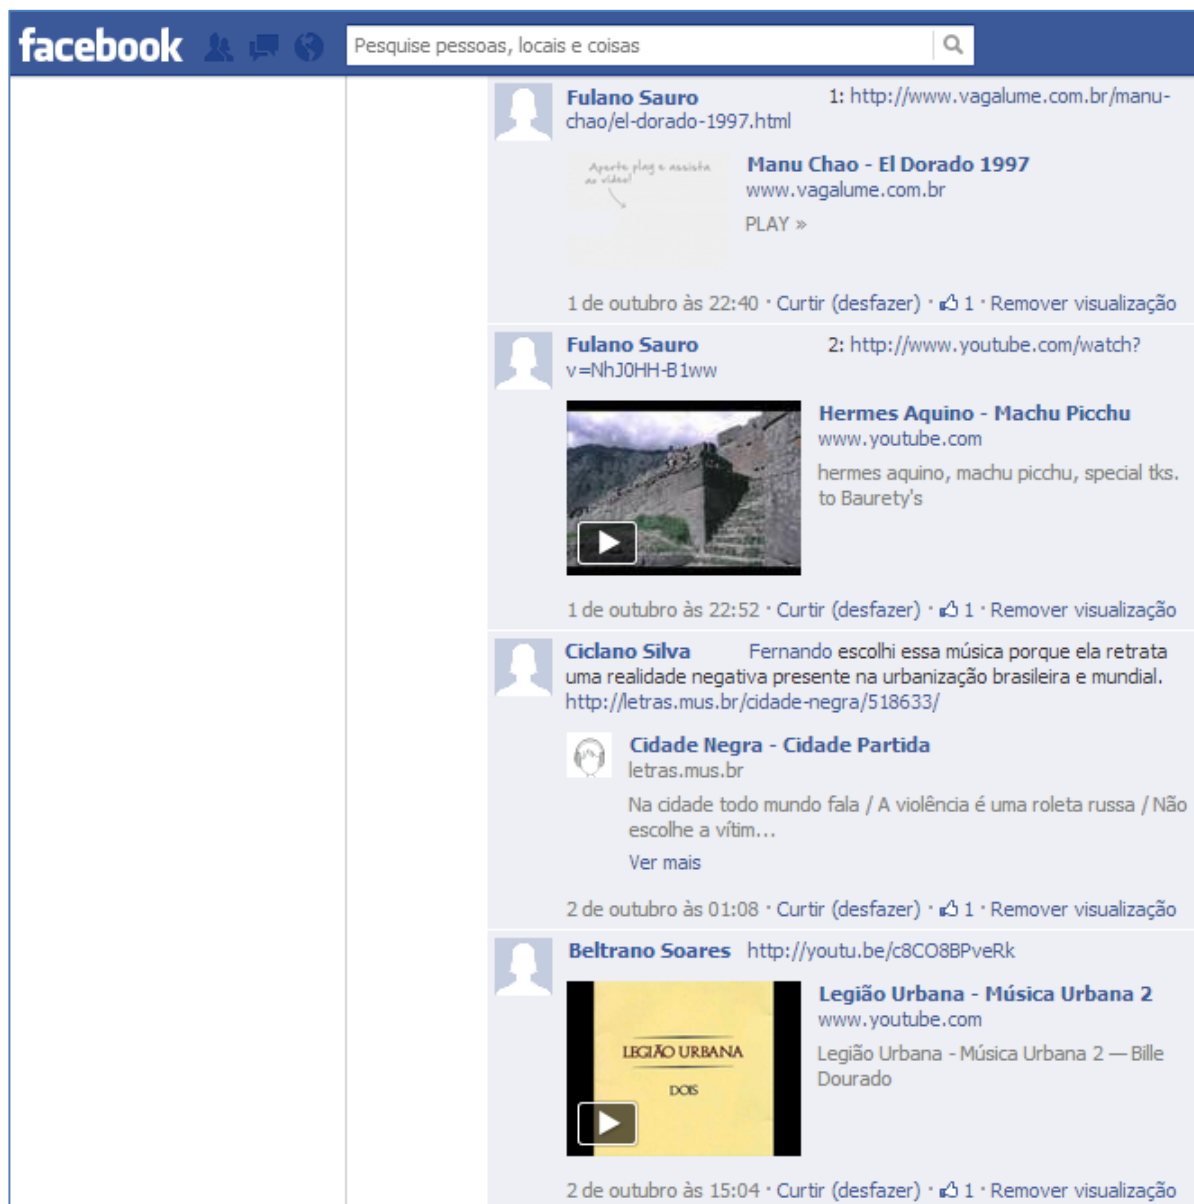 facebook
Pesquise pessoas, locais e coisas
Fulano Sauro 1: http://www.vagalume.com.br/manu-
chao/el-dorado-1997.html
Aperte play e assista
ao vídeo!
Manu Chao - El Dorado 1997
www.vagalume.com.br
PLAY »
1 de outubro às 22:40 · Curtir (desfazer) · 1 · Remover visualização
Fulano Sauro 2: http://www.youtube.com/watch?
v=NhJ0HH-B1ww
Hermes Aquino - Machu Picchu
www.youtube.com
hermes aquino, machu picchu, special tks.
to Baurety's
1 de outubro às 22:52 · Curtir (desfazer) · 1 · Remover visualização
Ciclano Silva Fernando escolhi essa música porque ela retrata
uma realidade negativa presente na urbanização brasileira e mundial.
http://letras.mus.br/cidade-negra/518633/
Cidade Negra - Cidade Partida
letras.mus.br
Na cidade todo mundo fala / A violência é uma roleta russa / Não
escolhe a vítim...
Ver mais
2 de outubro às 01:08 · Curtir (desfazer) · 1 · Remover visualização
Beltrano Soares http://youtu.be/c8CO8BPveRk
LEGIÃO URBANA
DOIS
Legião Urbana - Música Urbana 2
www.youtube.com
Legião Urbana - Música Urbana 2 — Bille
Dourado
2 de outubro às 15:04 · Curtir (desfazer) · 1 · Remover visualização